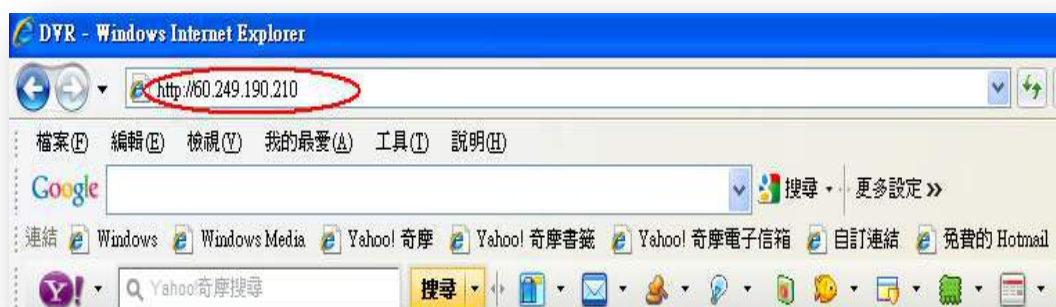 DVR - Windows Internet Explorer
http://60.249.190.210
檔案(F) 編輯(E) 檢視(V) 我的最愛(A) 工具(T) 說明(H)
Google 搜尋 更多設定 »
連結 Windows Windows Media Yahoo! 奇摩 Yahoo! 奇摩書籤 Yahoo! 奇摩電子信箱 自訂連結 免費的 Hotmail
Y! Yahoo!奇摩搜尋 搜尋